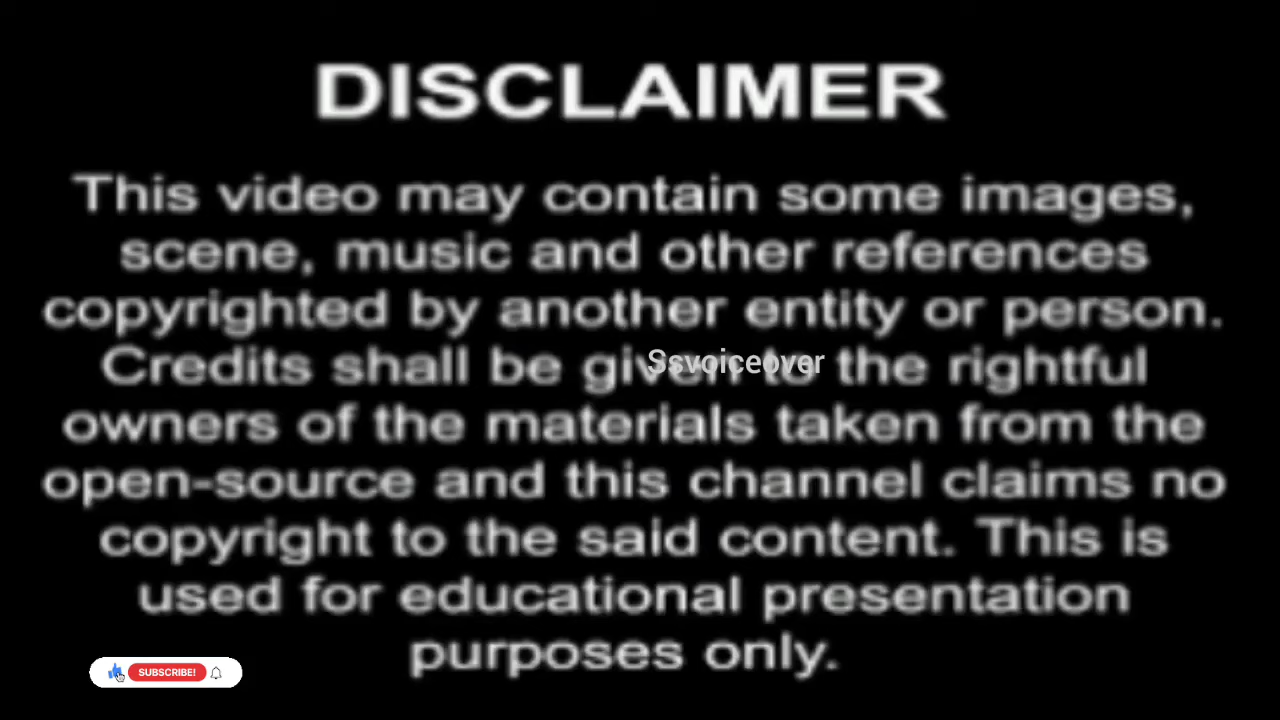 DISCLAIMER
This video may contain some images,
scene, music and other references
copyrighted by another entity or person.
Credits shall be given to the rightful
Ssvoiceover
owners of the materials taken from the
open-source and this channel claims no
copyright to the said content. This is
used for educational presentation
purposes only.
SUBSCRIBE!